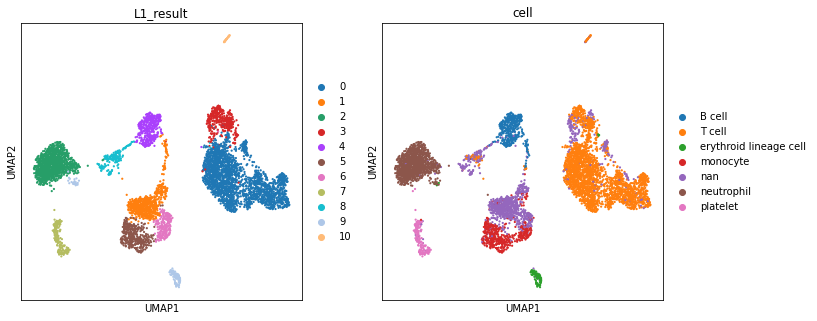 L1_result
UMAP2
UMAP1
0
1
2
3
4
5
6
7
8
9
10
cell
UMAP2
UMAP1
B cell
T cell
erythroid lineage cell
monocyte
nan
neutrophil
platelet